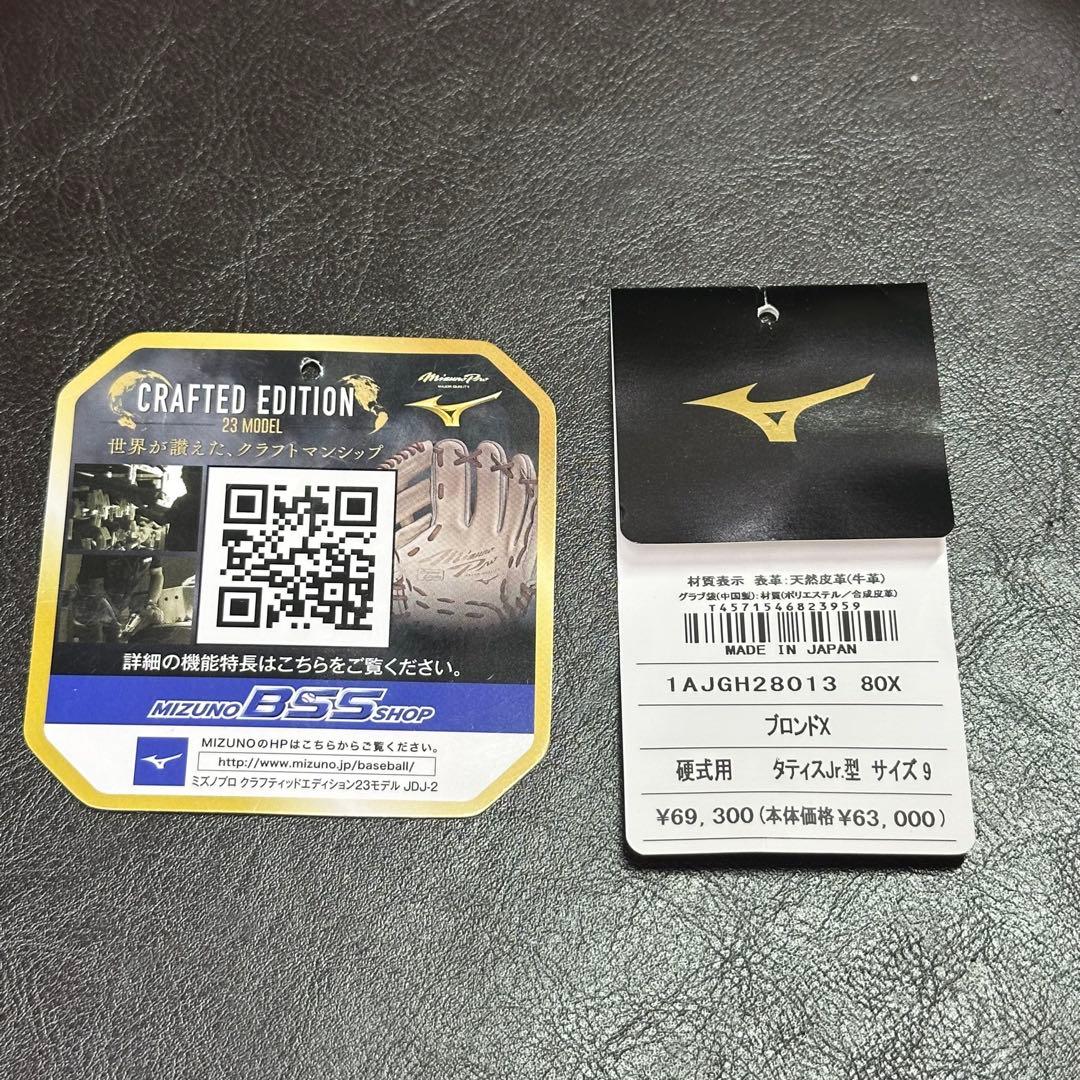 CRAFTED EDITION
23 MODEL
Mizuno Pro
MAJOR QUALITY
世界が讃えた、クラフトマンシップ
Mizuno
Pro
詳細の機能特長はこちらをご覧ください。
MIZUNO BSS SHOP
MIZUNOのHPはこちらからご覧ください。
http://www.mizuno.jp/baseball/
ミズノプロ クラフティッドエディション23モデル JDJ-2
材質表示 表革:天然皮革(牛革)
グラブ袋(中国製):材質(ポリエステル/合成皮革)
T4571546823959
MADE IN JAPAN
1AJGH28013 80X
ブロンドX
硬式用 タティスJr.型 サイズ9
¥69,300(本体価格¥63,000)